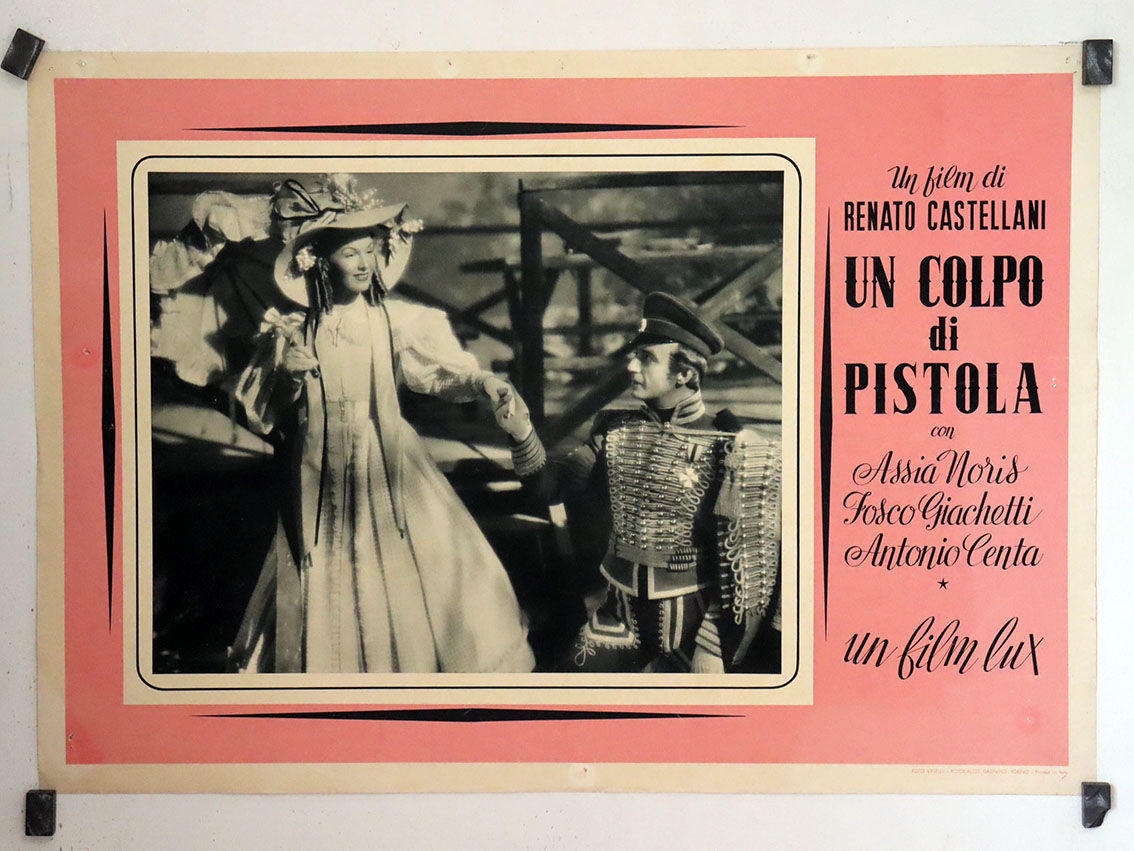 Un film di
RENATO CASTELLANI
UN COLPO
di
PISTOLA
con
Assia Noris
Fosco Giachetti
Antonio Centa
un film lux